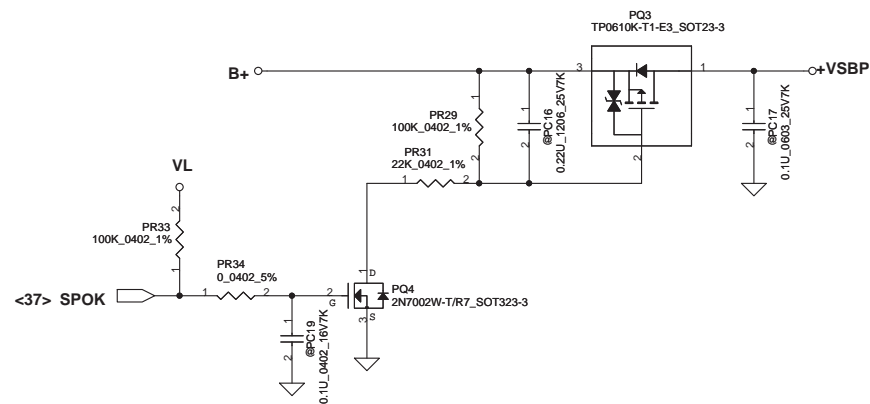 PQ3
TP0610K-T1-E3_SOT23-3
B+
3
1
+VSBP
1
PR29
100K_0402_1%
2
1
2
@PC16
0.22U_1206_25V7K
2
1
2
@PC17
0.1U_0603_25V7K
PR31
22K_0402_1%
1
2
VL
2
PR33
100K_0402_1%
1
PR34
0_0402_5%
<37> SPOK
1
2
2
G
1
D
PQ4
2N7002W-T/R7_SOT323-3
3
S
1
2
@PC19
0.1U_0402_16V7K